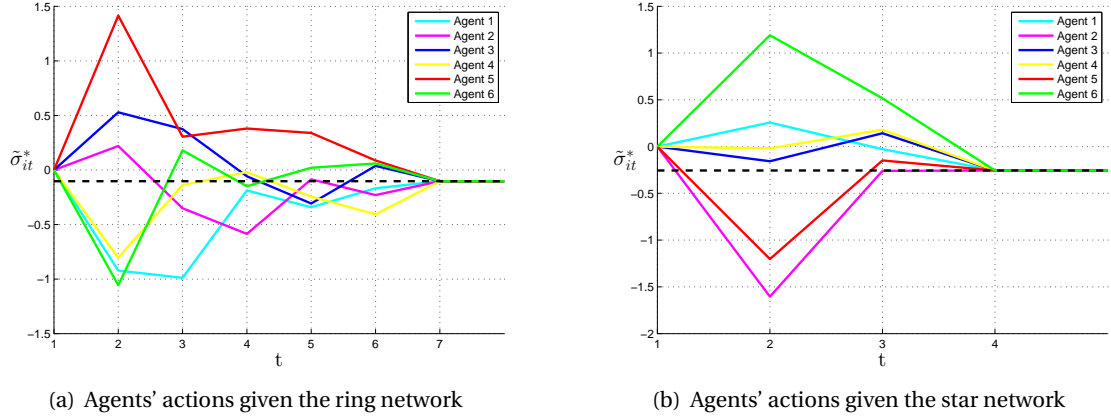 1.5
1
0.5
0
−0.5
−1
−1.5
σ̃*it
1 2 3 4 5 6 7
t
Agent 1
Agent 2
Agent 3
Agent 4
Agent 5
Agent 6
(a) Agents’ actions given the ring network
1.5
1
0.5
0
−0.5
−1
−1.5
−2
σ̃*it
1 2 3 4
t
Agent 1
Agent 2
Agent 3
Agent 4
Agent 5
Agent 6
(b) Agents’ actions given the star network